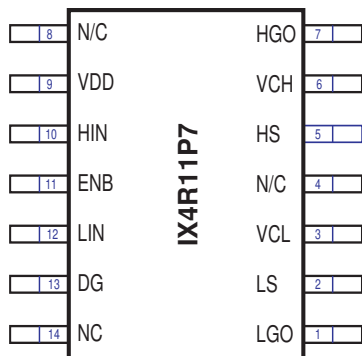 8 N/C HGO 7
9 VDD VCH 6
10 HIN HS 5
11 ENB N/C 4
12 LIN VCL 3
13 DG LS 2
14 NC LGO 1
IX4R11P7